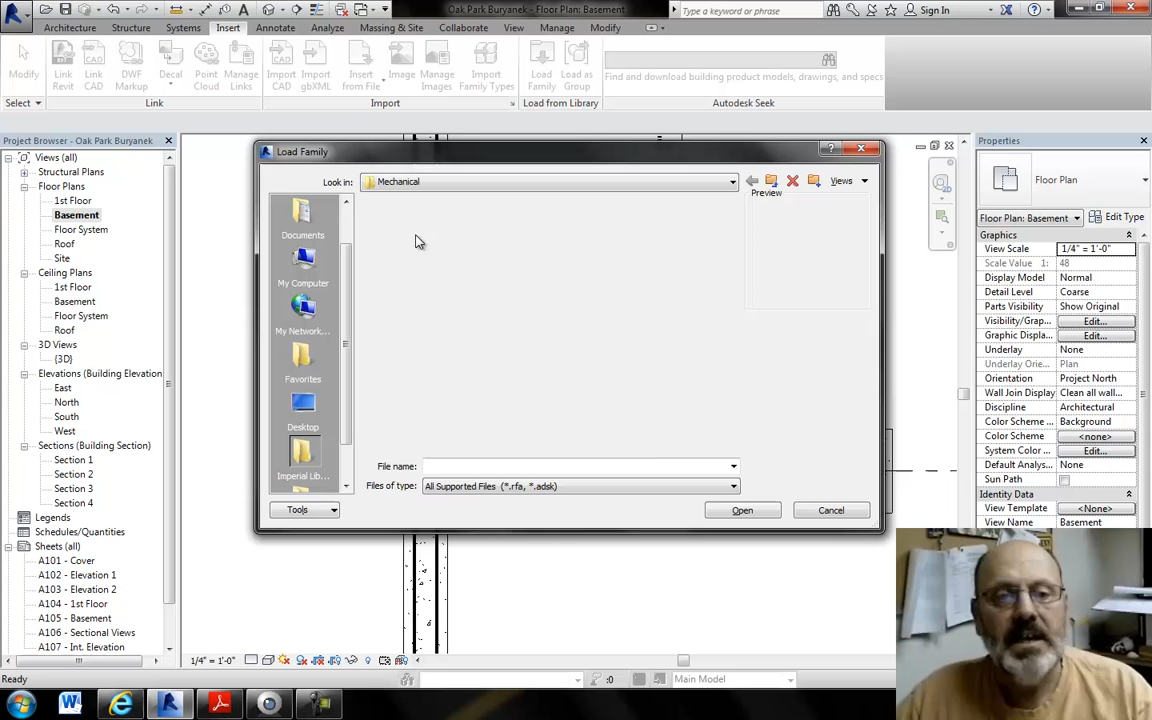 Oak Park Buryanek - Floor Plan: Basement
Type a keyword or phrase
Sign In
Architecture Structure Systems Insert Annotate Analyze Massing & Site Collaborate View Manage Modify
Modify
Link Revit
Link CAD
DWF Markup
Decal
Point Cloud
Manage Links
Import CAD
Import gbXML
Insert from File
Image
Manage Images
Import Family Types
Load Family
Load as Group
Find and download building product models, drawings, and specs
Select
Link
Import
Load from Library
Autodesk Seek
Project Browser - Oak Park Buryanek
Views (all)
Structural Plans
Floor Plans
1st Floor
Basement
Floor System
Roof
Site
Ceiling Plans
1st Floor
Basement
Floor System
Roof
3D Views
{3D}
Elevations (Building Elevation
East
North
South
West
Sections (Building Section)
Section 1
Section 2
Section 3
Section 4
Legends
Schedules/Quantities
Sheets (all)
A101 - Cover
A102 - Elevation 1
A103 - Elevation 2
A104 - 1st Floor
A105 - Basement
A106 - Sectional Views
A107 - Int. Elevation
Load Family
Look in: Mechanical
Views
Preview
Documents
My Computer
My Network...
Favorites
Desktop
Imperial Lib...
File name:
Files of type: All Supported Files (*.rfa, *.adsk)
Tools
Open
Cancel
Properties
Floor Plan
Floor Plan: Basement
Edit Type
Graphics
View Scale 1/4" = 1'-0"
Scale Value 1: 48
Display Model Normal
Detail Level Coarse
Parts Visibility Show Original
Visibility/Grap... Edit...
Graphic Displa... Edit...
Underlay None
Underlay Orie... Plan
Orientation Project North
Wall Join Display Clean all wall...
Discipline Architectural
Color Scheme ... Background
Color Scheme <none>
System Color ... Edit...
Default Analys... None
Sun Path
Identity Data
View Template <None>
View Name Basement
1/4" = 1'-0"
Ready
:0
Main Model